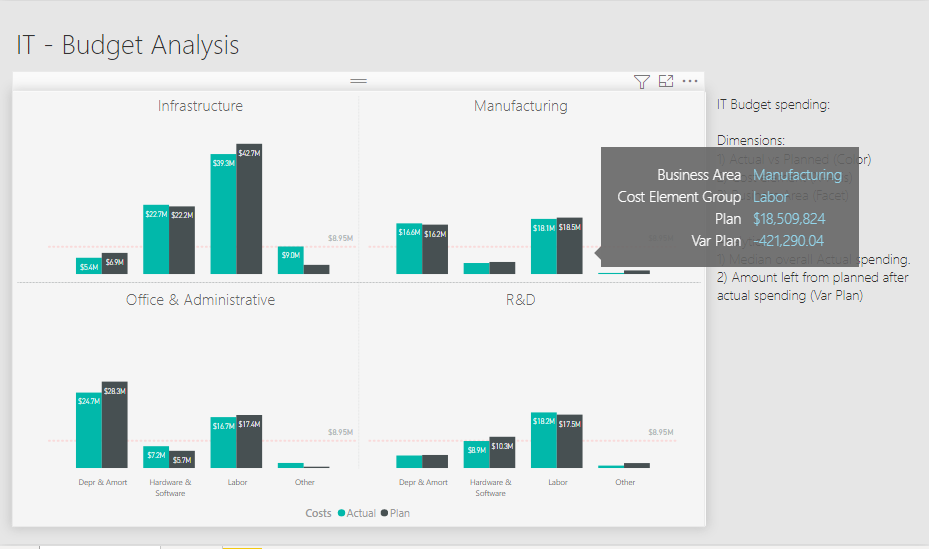 IT - Budget Analysis
Infrastructure
Manufacturing
$5.4M
$6.9M
$22.7M
$22.2M
$39.3M
$42.7M
$9.0M
$8.95M
$16.6M
$16.2M
$18.1M
$18.5M
Business Area Manufacturing
Cost Element Group Labor
Plan $18,509,824
Var Plan -421,290.04
IT Budget spending:
Dimensions:
1) Actual vs Planned (Color)
Area (Facet)
1) Median overall Actual spending.
2) Amount left from planned after
actual spending (Var Plan)
Office & Administrative
R&D
$24.7M
$28.3M
$7.2M
$5.7M
$16.7M
$17.4M
$8.95M
$8.9M
$10.3M
$18.2M
$17.5M
$8.95M
Depr & Amort
Hardware &
Software
Labor
Other
Depr & Amort
Hardware &
Software
Labor
Other
Costs Actual Plan